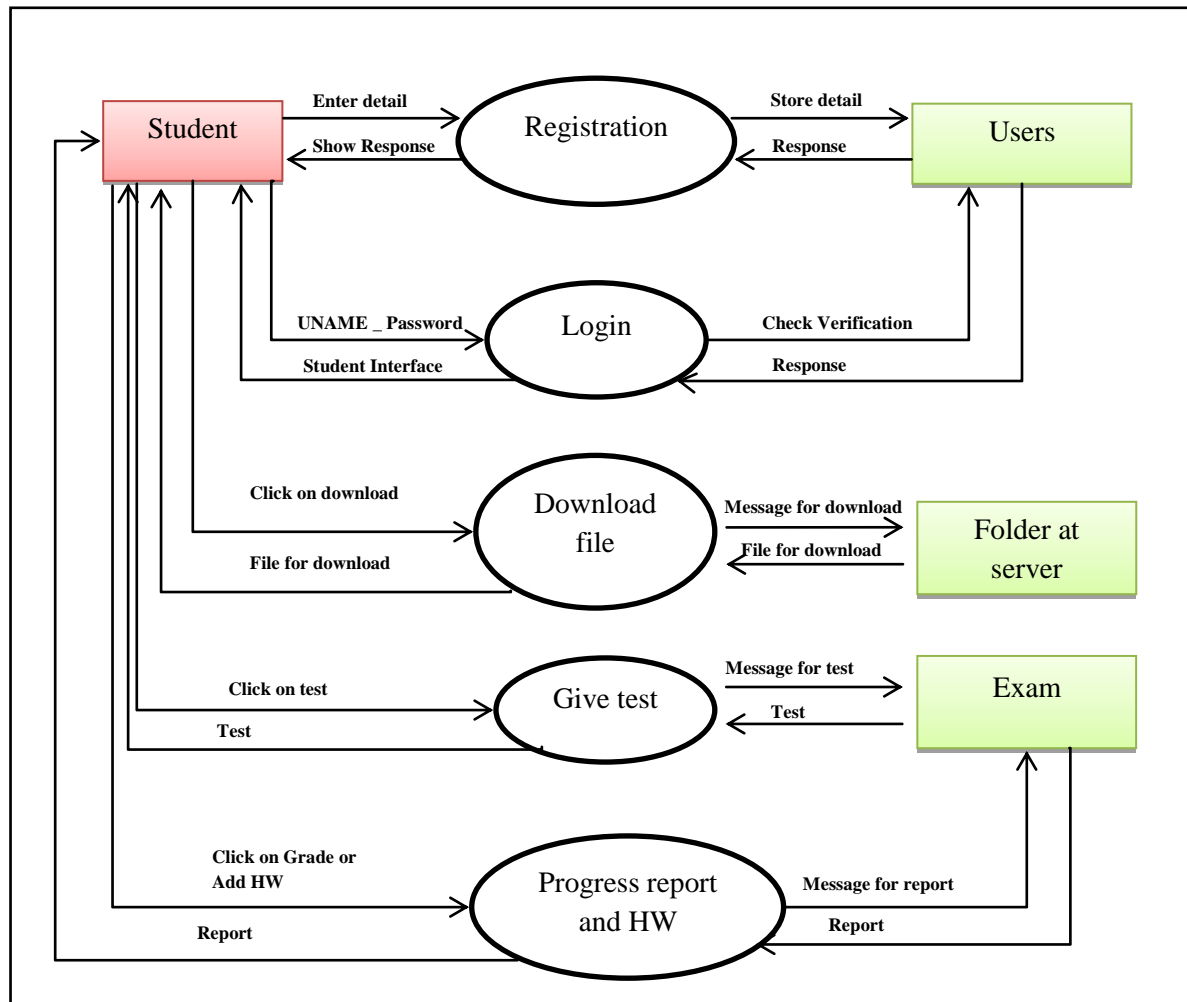 Enter detail
Store detail
Student
Registration
Users
Show Response
Response
UNAME _ Password
Login
Check Verification
Student Interface
Response
Click on download
Download
file
Message for download
Folder at
server
File for download
File for download
Click on test
Give test
Message for test
Exam
Test
Test
Click on Grade or
Add HW
Progress report
and HW
Message for report
Report
Report